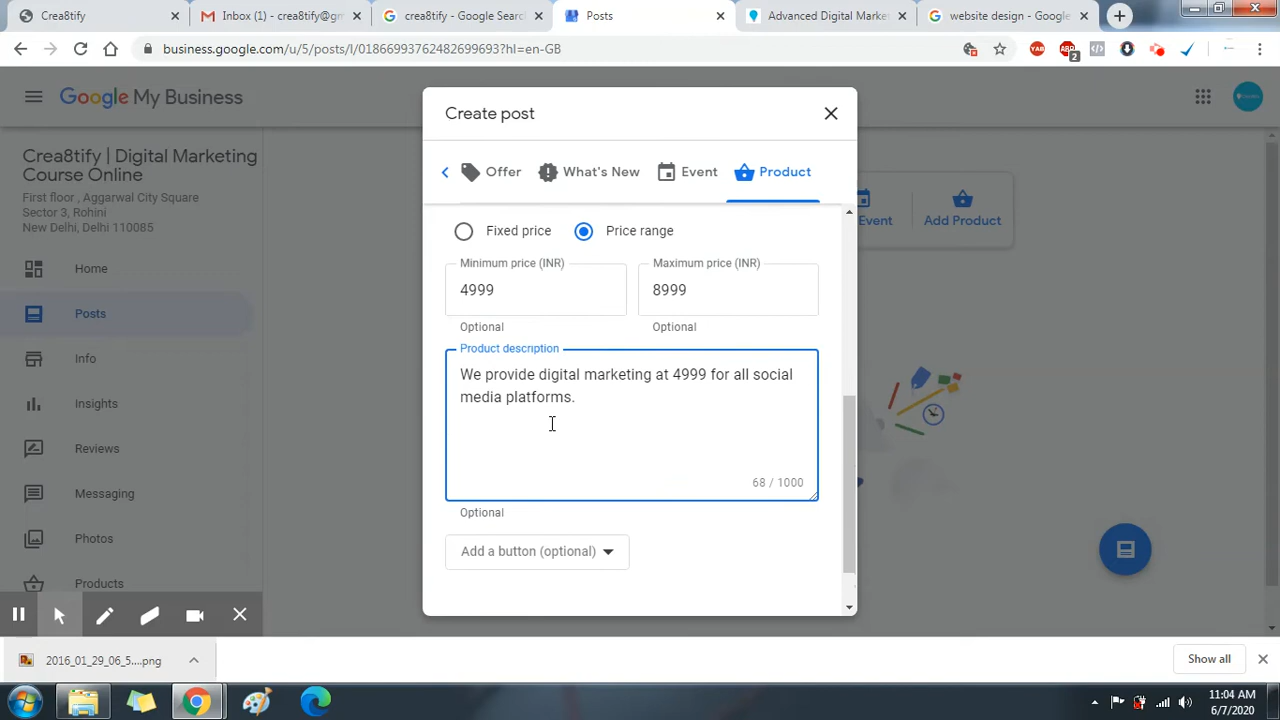 Crea8tify
Inbox (1) - crea8tify@gm
crea8tify - Google Search
Posts
Advanced Digital Marke
website design - Google
business.google.com/u/5/posts/l/01866993762482699693?hl=en-GB
YAB
ABP
2
Google My Business
Crea8tify | Digital Marketing
Course Online
First floor , Aggarwal City Square
Sector 3, Rohini
New Delhi, Delhi 110085
Home
Posts
Info
Insights
Reviews
Messaging
Photos
Products
Event
Add Product
Create post
Offer
What's New
Event
Product
Fixed price
Price range
Minimum price (INR)
4999
Optional
Maximum price (INR)
8999
Optional
Product description
We provide digital marketing at 4999 for all social
media platforms.
68 / 1000
Optional
Add a button (optional)
2016_01_29_06_5....png
Show all
11:04 AM
6/7/2020